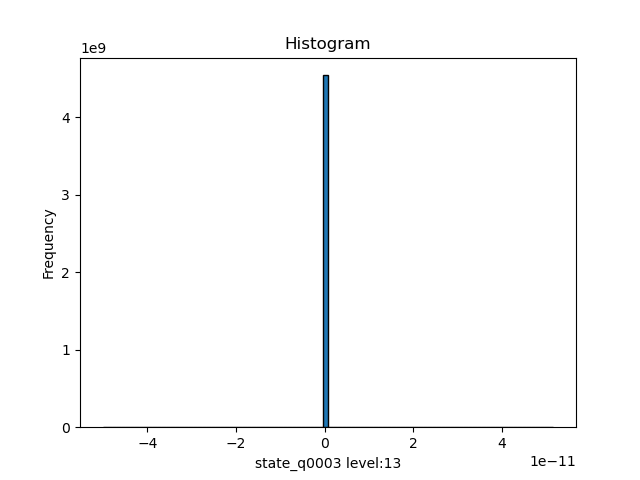 Histogram
1e9
Frequency
4
3
2
1
0
−4
−2
0
2
4
1e−11
state_q0003 level:13